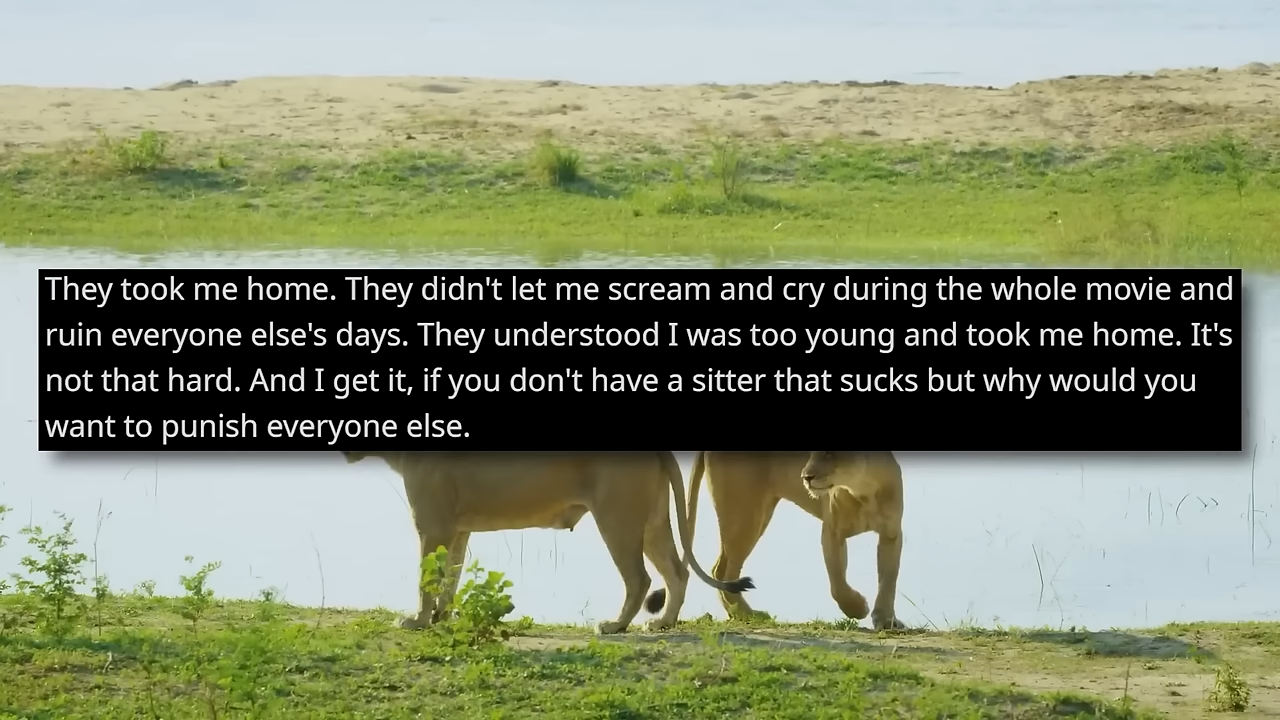 They took me home. They didn't let me scream and cry during the whole movie and
ruin everyone else's days. They understood I was too young and took me home. It's
not that hard. And I get it, if you don't have a sitter that sucks but why would you
want to punish everyone else.